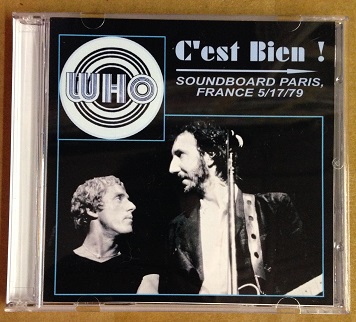 WHO
C'est Bien !
SOUNDBOARD PARIS,
FRANCE 5/17/79